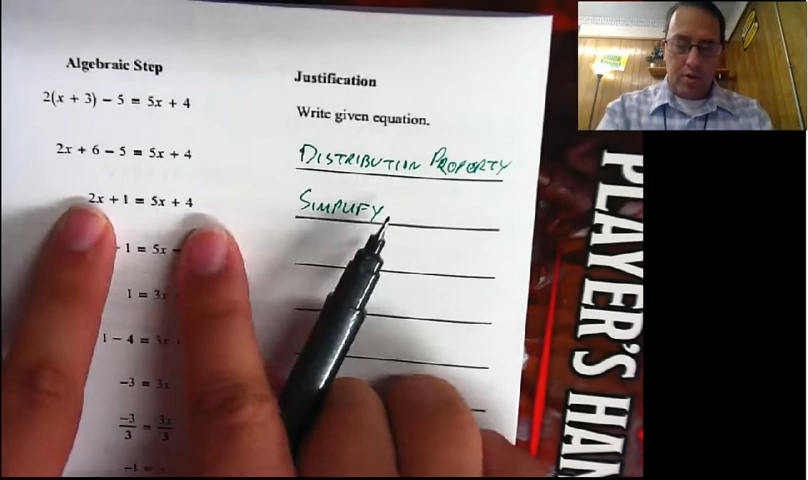 Algebraic Step
Justification
2(x + 3) − 5 = 5x + 4
Write given equation.
2x + 6 − 5 = 5x + 4
DISTRIBUTION PROPERTY
2x + 1 = 5x + 4
SIMPLIFY
1 = 5x
1 = 3x
1 − 4 = 3x
−3 = 3x
−3/3 = 3x/3
−1 =
PLAYER'S HAN